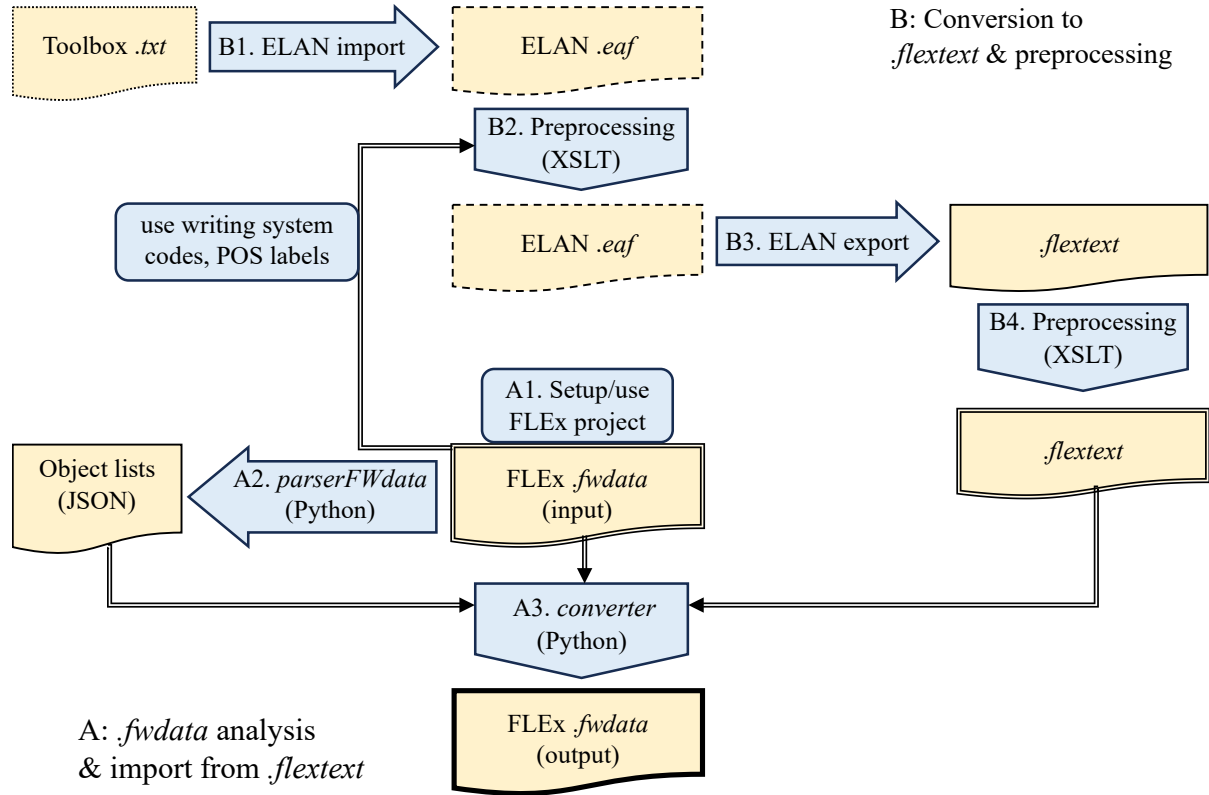 Toolbox .txt
B1. ELAN import
ELAN .eaf
B: Conversion to
.flextext & preprocessing
B2. Preprocessing
(XSLT)
use writing system
codes, POS labels
ELAN .eaf
B3. ELAN export
.flextext
B4. Preprocessing
(XSLT)
A1. Setup/use
FLEx project
Object lists
(JSON)
A2. parserFWdata
(Python)
FLEx .fwdata
(input)
.flextext
A3. converter
(Python)
A: .fwdata analysis
& import from .flextext
FLEx .fwdata
(output)